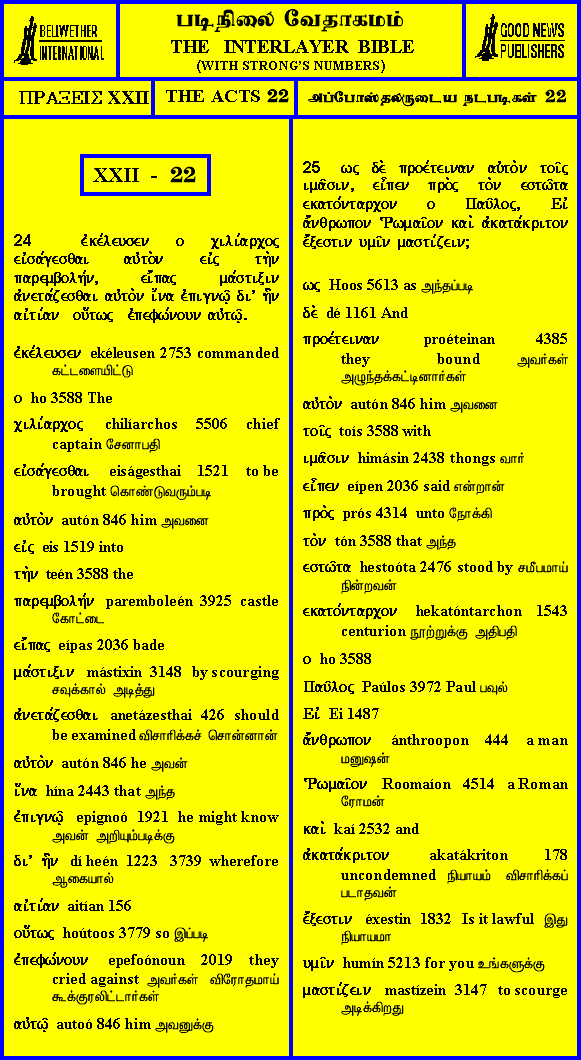 BELIWETHER
INTERNATIONAL
படிநிலை வேதாகமம்
THE INTERLAYER BIBLE
(WITH STRONG'S NUMBERS)
GOOD NEWS
PUBLISHERS
ΠΡΑΞΕΙΣ XXII
THE ACTS 22
அப்போஸ்தலருடைய நடபடிகள் 22
XXII - 22
24 ἐκέλευσεν ο χιλίαρχος
εἰσάγεσθαι αὐτὸν εἰς τὴν
παρεμβολήν, εἴπας μάστιξιν
ἀνετάζεσθαι αὐτὸν ἵνα ἐπιγνῷ δι' ἣν
αἰτίαν οὕτως ἐπεφώνουν αὐτῷ.
ἐκέλευσεν ekéleusen 2753 commanded
கட்டளையிட்டு
ο ho 3588 The
χιλίαρχος chilíarchos 5506 chief
captain சேனாபதி
εἰσάγεσθαι eiságesthai 1521 to be
brought கொண்டுவரும்படி
αὐτὸν autón 846 him அவனை
εἰς eis 1519 into
τὴν teén 3588 the
παρεμβολήν paremboleén 3925 castle
கோட்டை
εἴπας eípas 2036 bade
μάστιξιν mástixin 3148 by scourging
சவுக்கால் அடித்து
ἀνετάζεσθαι anetázesthai 426 should
be examined விசாரிக்கச் சொன்னான்
αὐτὸν autón 846 he அவன்
ἵνα hína 2443 that அந்த
ἐπιγνῷ epignoó 1921 he might know
அவன் அறியும்படிக்கு
δι' ἣν dí heén 1223 3739 wherefore
ஆகையால்
αἰτίαν aitían 156
οὕτως hoútoos 3779 so இப்படி
ἐπεφώνουν epefoónoun 2019 they
cried against அவர்கள் விரோதமாய்
கூக்குரலிட்டார்கள்
αὐτῷ autoó 846 him அவனுக்கு
25 ως δὲ προέτειναν αὐτὸν τοῖς
ιμᾶσιν, εἶπεν πρὸς τὸν εστῶτα
εκατόνταρχον ο Παῦλος, Εἰ
ἄνθρωπον Ῥωμαῖον καὶ ἀκατάκριτον
ἔξεστιν υμῖν μαστίζειν;
ως Hoos 5613 as அந்தப்படி
δὲ dé 1161 And
προέτειναν proéteinan 4385
they bound அவர்கள்
அழுந்தக்கட்டினார்கள்
αὐτὸν autón 846 him அவனை
τοῖς toís 3588 with
ιμᾶσιν himásin 2438 thongs வார்
εἶπεν eípen 2036 said என்றான்
πρὸς prós 4314 unto நோக்கி
τὸν tón 3588 that அந்த
εστῶτα hestoóta 2476 stood by சமீபமாய்
நின்றவன்
εκατόνταρχον hekatóntarchon 1543
centurion நூற்றுக்கு அதிபதி
ο ho 3588
Παῦλος Paúlos 3972 Paul பவுல்
Εἰ Ei 1487
ἄνθρωπον ánthroopon 444 a man
மனுஷன்
Ῥωμαῖον Roomaíon 4514 a Roman
ரோமன்
καὶ kaí 2532 and
ἀκατάκριτον akatákriton 178
uncondemned நியாயம் விசாரிக்கப்
படாதவன்
ἔξεστιν éxestin 1832 Is it lawful இது
நியாயமா
υμῖν humín 5213 for you உங்களுக்கு
μαστίζειν mastízein 3147 to scourge
அடிக்கிறது